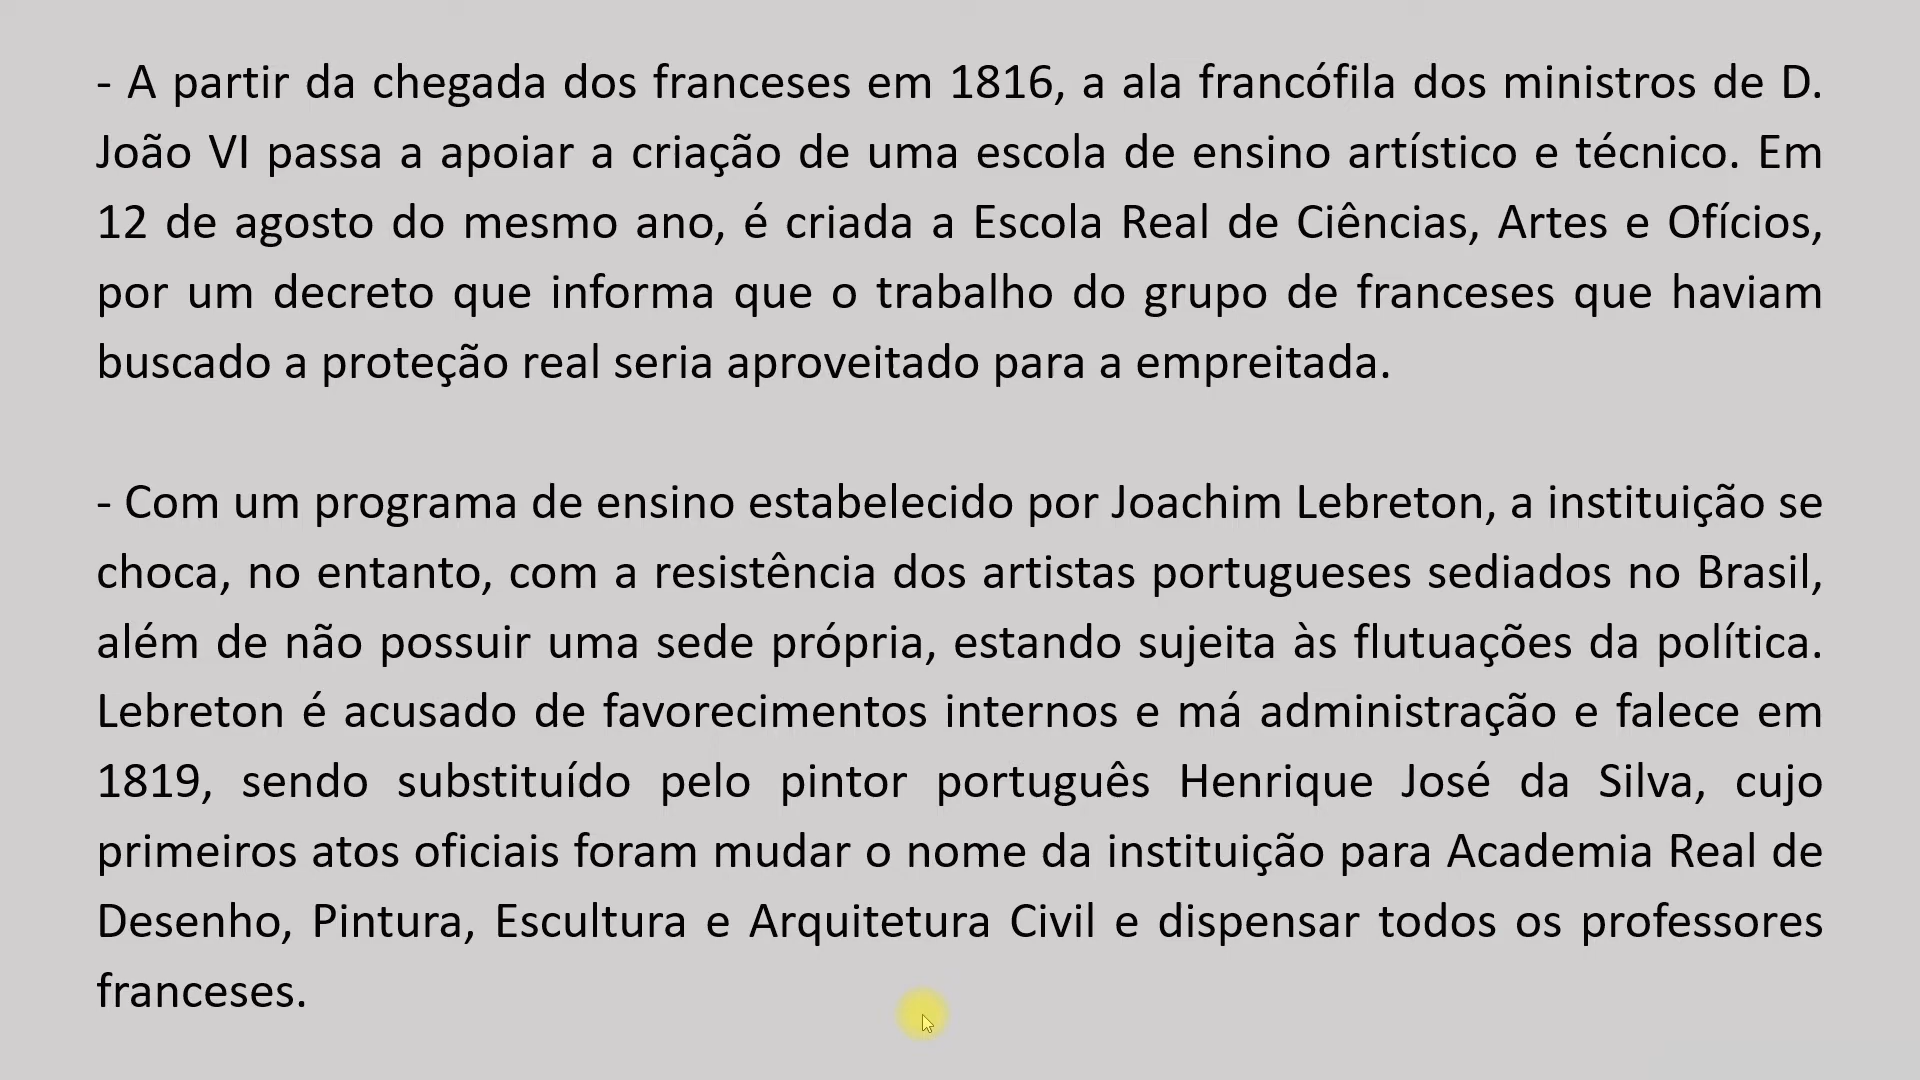 - A partir da chegada dos franceses em 1816, a ala francófila dos ministros de D.
João VI passa a apoiar a criação de uma escola de ensino artístico e técnico. Em
12 de agosto do mesmo ano, é criada a Escola Real de Ciências, Artes e Ofícios,
por um decreto que informa que o trabalho do grupo de franceses que haviam
buscado a proteção real seria aproveitado para a empreitada.
- Com um programa de ensino estabelecido por Joachim Lebreton, a instituição se
choca, no entanto, com a resistência dos artistas portugueses sediados no Brasil,
além de não possuir uma sede própria, estando sujeita às flutuações da política.
Lebreton é acusado de favorecimentos internos e má administração e falece em
1819, sendo substituído pelo pintor português Henrique José da Silva, cujo
primeiros atos oficiais foram mudar o nome da instituição para Academia Real de
Desenho, Pintura, Escultura e Arquitetura Civil e dispensar todos os professores
franceses.